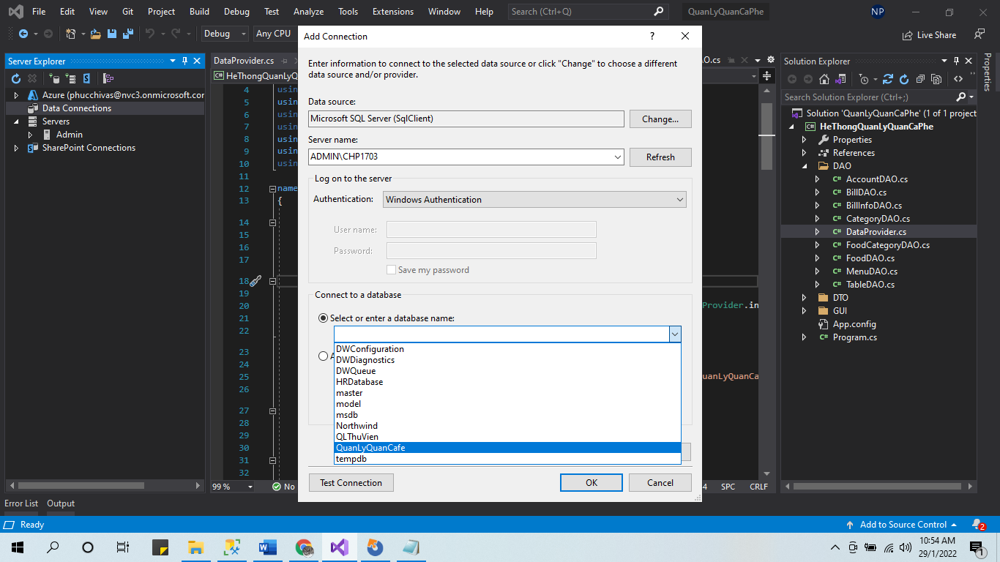 File Edit View Git Project Build Debug Test Analyze Tools Extensions Window Help Search (Ctrl+Q) QuanLyQuanCaPhe NP
Debug Any CPU Live Share
Add Connection ?
Enter information to connect to the selected data source or click "Change" to choose a different
data source and/or provider.
Data source:
Microsoft SQL Server (SqlClient) Change...
Server name:
ADMIN\CHP1703 Refresh
Log on to the server
Authentication: Windows Authentication
User name:
Password:
Save my password
Connect to a database
Select or enter a database name:
DWConfiguration
DWDiagnostics
DWQueue
HRDatabase
master
model
msdb
Northwind
QLThuVien
QuanLyQuanCafe
tempdb
Test Connection OK Cancel
Server Explorer
Azure (phucchivas@nvc3.onmicrosoft.cor
Data Connections
Servers
Admin
SharePoint Connections
DataProvider.cs
HeThongQuanLyQ
4 usin
5 usin
6 usin
7 usin
8 usin
9 usin
10 usin
11
12 name
13 {
14
15
16
17
18
19
20 Provider.in
21
22
23
24
25 uanLyQuanCa
26
27
28
29
30
31
32
99 % No SPC CRLF
AO.cs
Solution Explorer
Search Solution Explorer (Ctrl+;)
Solution 'QuanLyQuanCaPhe' (1 of 1 project
HeThongQuanLyQuanCaPhe
Properties
References
DAO
AccountDAO.cs
BillDAO.cs
BillInfoDAO.cs
CategoryDAO.cs
DataProvider.cs
FoodCategoryDAO.cs
FoodDAO.cs
MenuDAO.cs
TableDAO.cs
DTO
GUI
App.config
Program.cs
Properties
Error List Output
Ready Add to Source Control 2
10:54 AM
29/1/2022 1